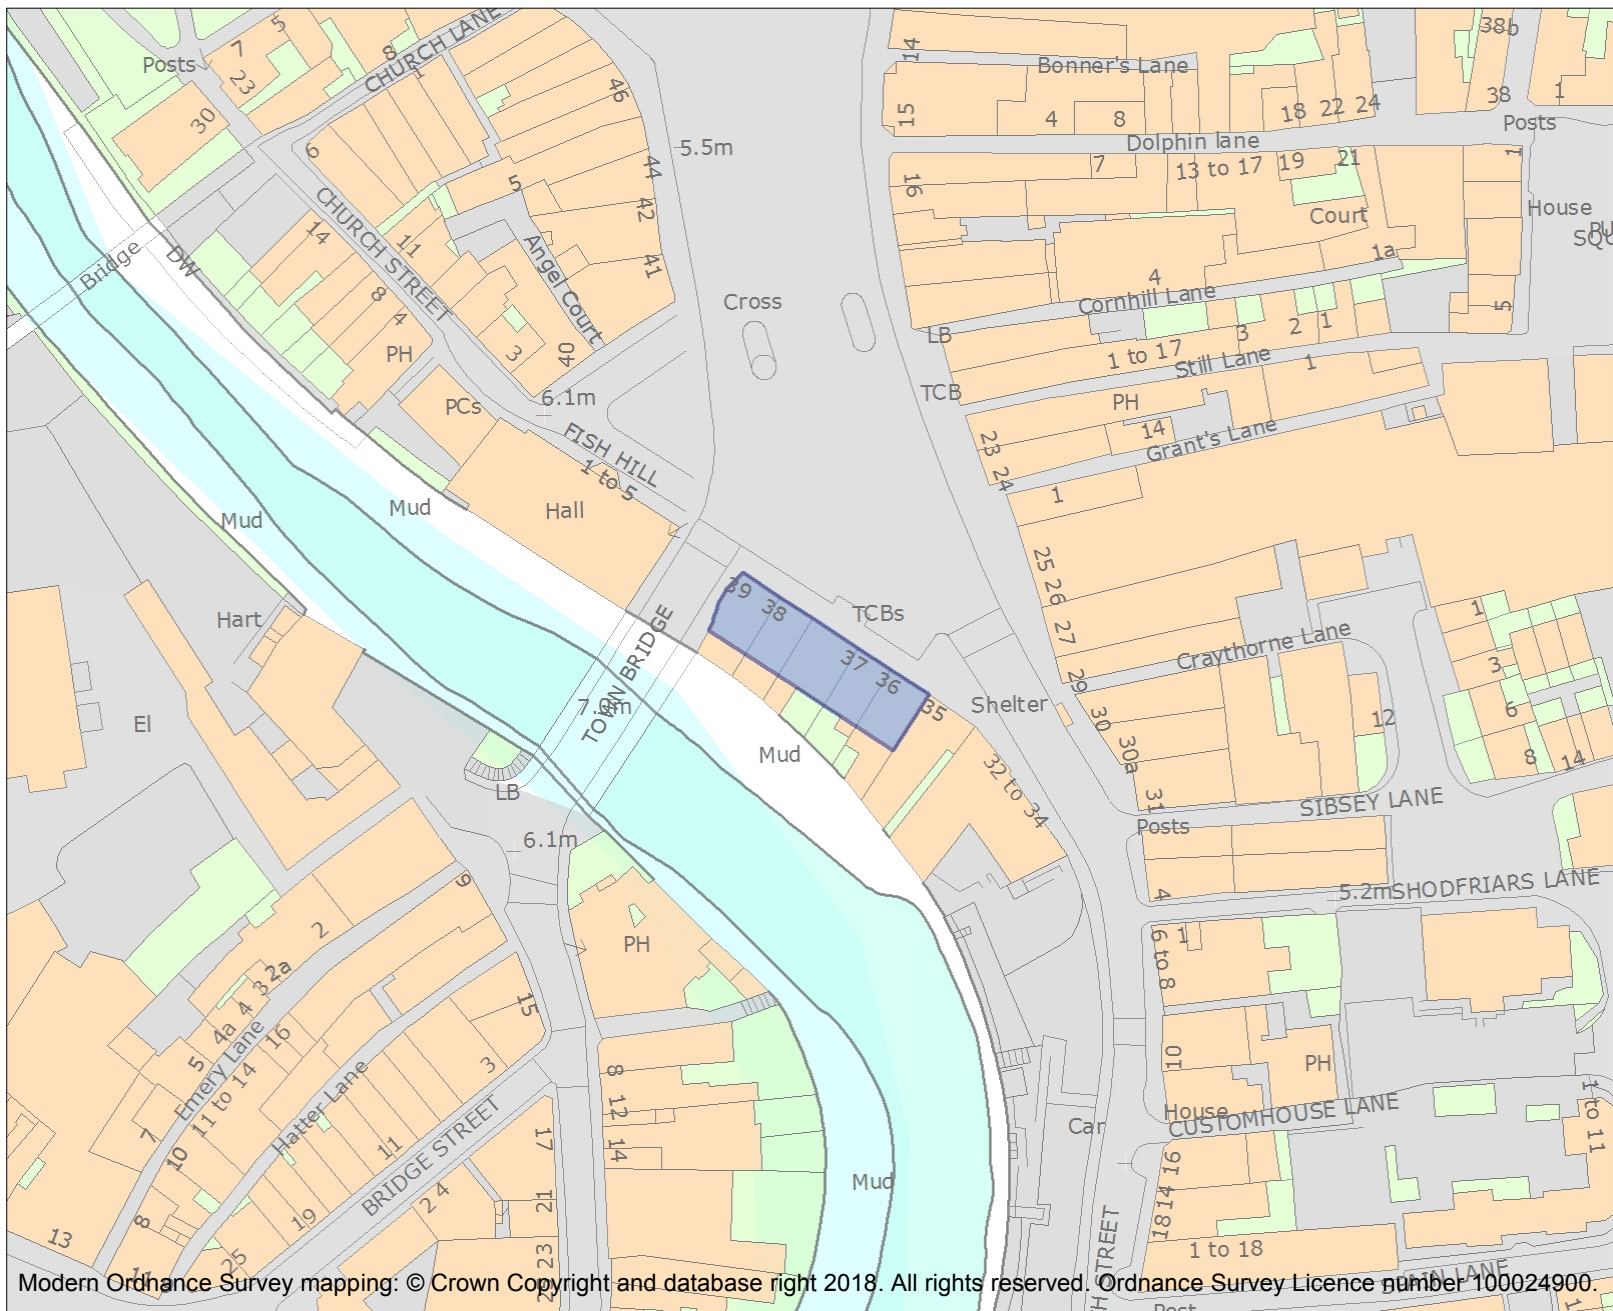 5
7
23
8
1
CHURCH LANE
Posts
30
6
46
5.5m
44
42
41
5
14
CHURCH STREET
11
Angel Court
8
4
PH
3
40
Bridge
DW
Cross
6.1m
PCs
FISH HILL
1 to 5
Hall
Mud
Mud
14
15
Bonner's Lane
4
8
18
22
24
38b
38
1
Posts
Dolphin lane
7
13 to 17
19
21
1
16
Court
House
PU
SQU
1a
4
Cornhill Lane
5
LB
3
2
1
1 to 17
Still Lane
1
TCB
PH
14
Grant's Lane
23
24
1
25
26
27
29
30
30a
31
Craythorne Lane
1
3
6
8
14
12
SIBSEY LANE
Posts
4
5.2m
SHODFRIARS LANE
Hart
El
39
38
37
36
35
TCBs
Shelter
32 to 34
TOWN BRIDGE
7.0m
Mud
LB
6.1m
9
2
2a
3
4
4a
5
Emery Lane
16
11 to 14
7
10
8
13
11
Hatter Lane
15
3
11
BRIDGE STREET
19
25
2
4
PH
8
12
14
17
21
23
25
Mud
1
6 to 8
10
PH
House
CUSTOMHOUSE LANE
1 to 11
Car
16
14
18
1 to 18
H STREET
SPAIN LANE
Post
1
Modern Ordnance Survey mapping: © Crown Copyright and database right 2018. All rights reserved. Ordnance Survey Licence number 100024900.